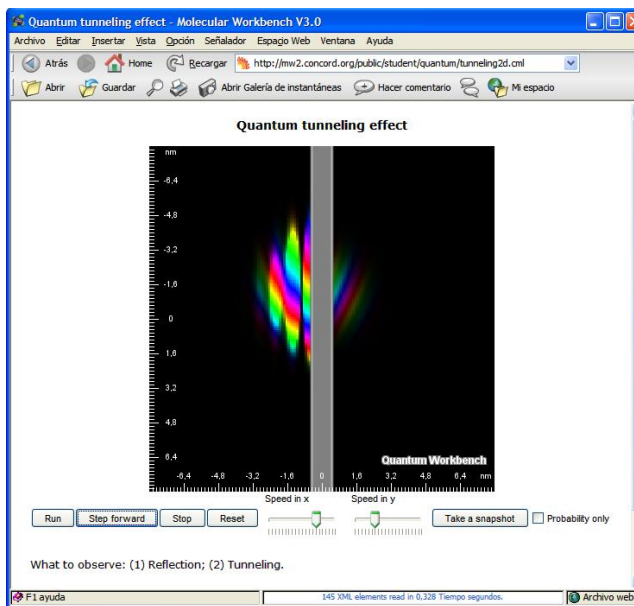 Quantum tunneling effect - Molecular Workbench V3.0
Archivo Editar Insertar Vista Opción Señalador Espacio Web Ventana Ayuda
Atrás Home Recargar http://mw2.concord.org/public/student/quantum/tunneling2d.cml
Abrir Guardar Abrir Galería de instantáneas Hacer comentario Mi espacio
Quantum tunneling effect
nm
-6,4
-4,8
-3,2
-1,6
0
1,6
3,2
4,8
6,4
Quantum Workbench
-6,4 -4,8 -3,2 -1,6 0 1,6 3,2 4,8 6,4 nm
Speed in x Speed in y
Run Step forward Stop Reset Take a snapshot Probability only
What to observe: (1) Reflection; (2) Tunneling.
F1 ayuda 145 XML elements read in 0,328 Tiempo segundos. Archivo web